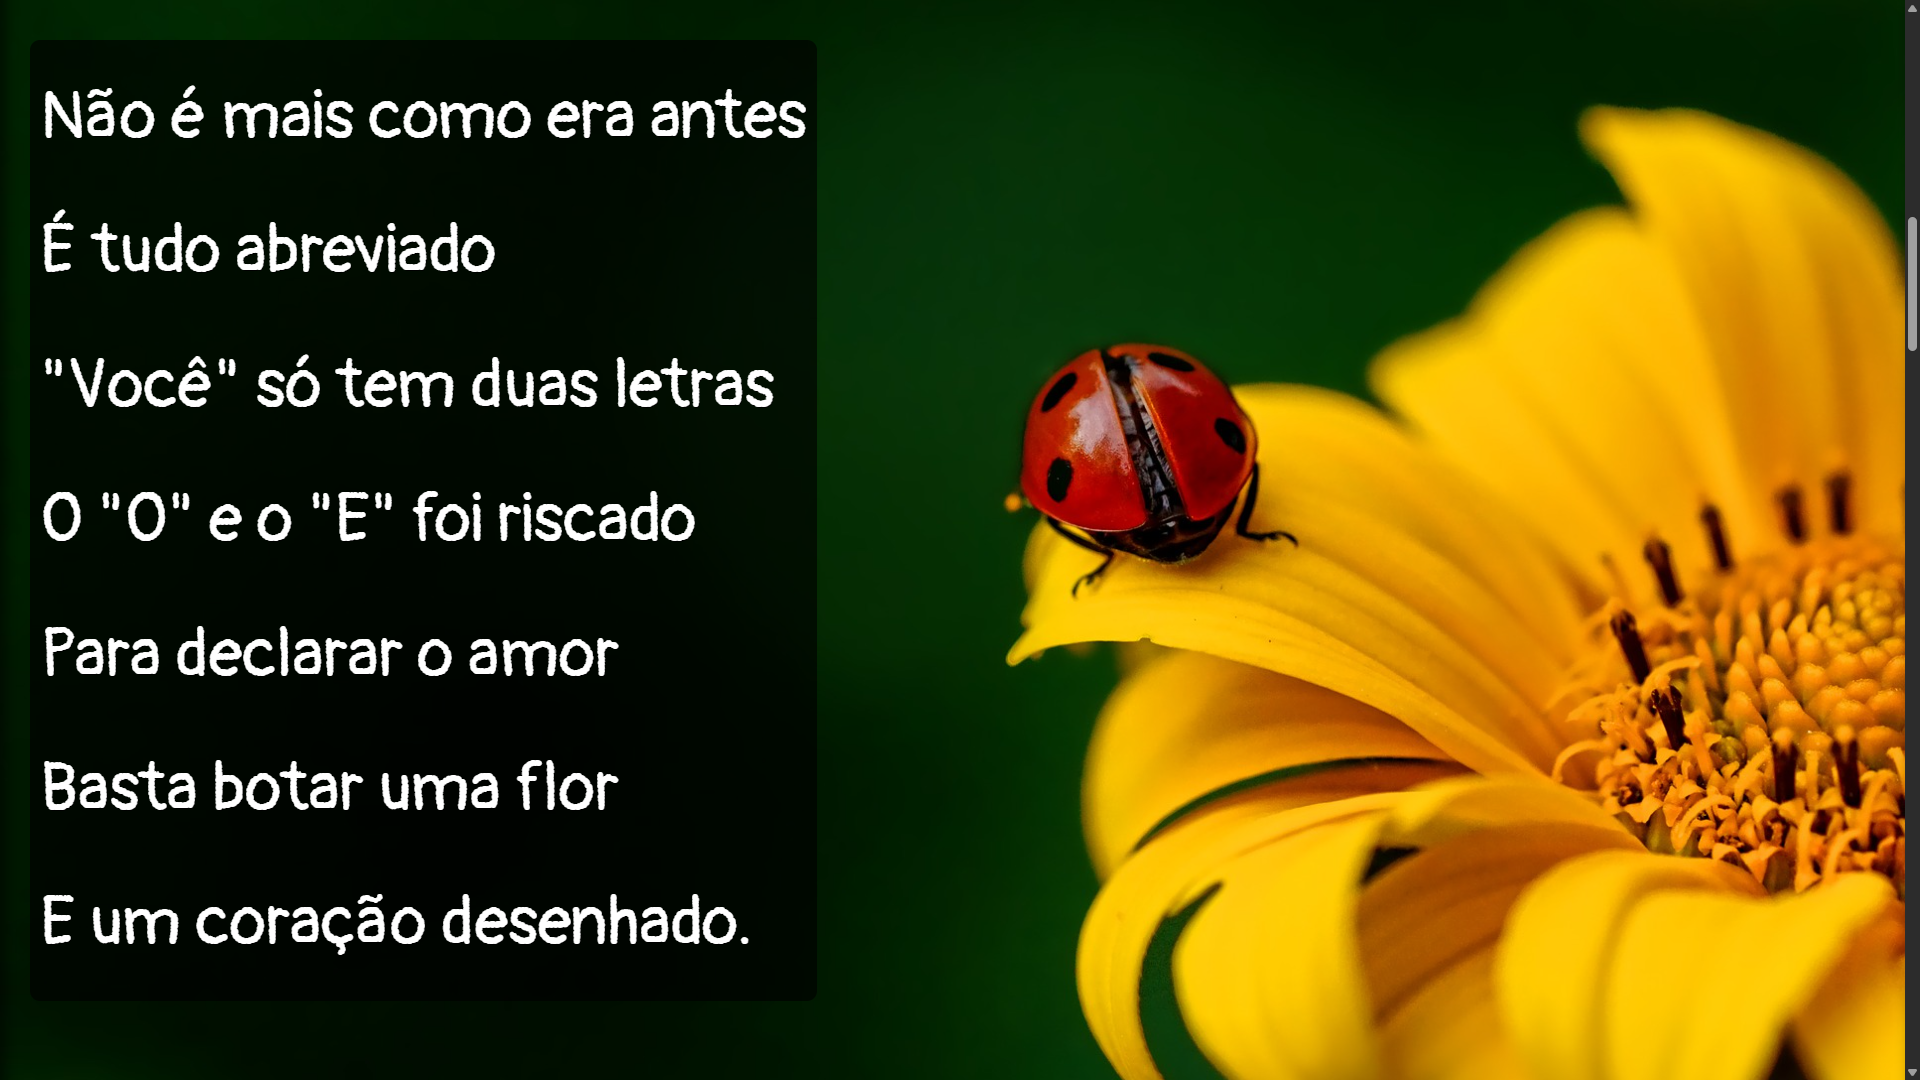 Não é mais como era antes
É tudo abreviado
"Você" só tem duas letras
O "O" e o "E" foi riscado
Para declarar o amor
Basta botar uma flor
E um coração desenhado.